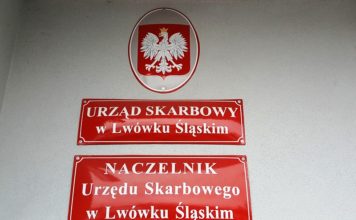 URZĄD SKARBOWY
w Lwówku Śląskim
NACZELNIK
Urzędu Skarbowego
w Lwówku Śląskim